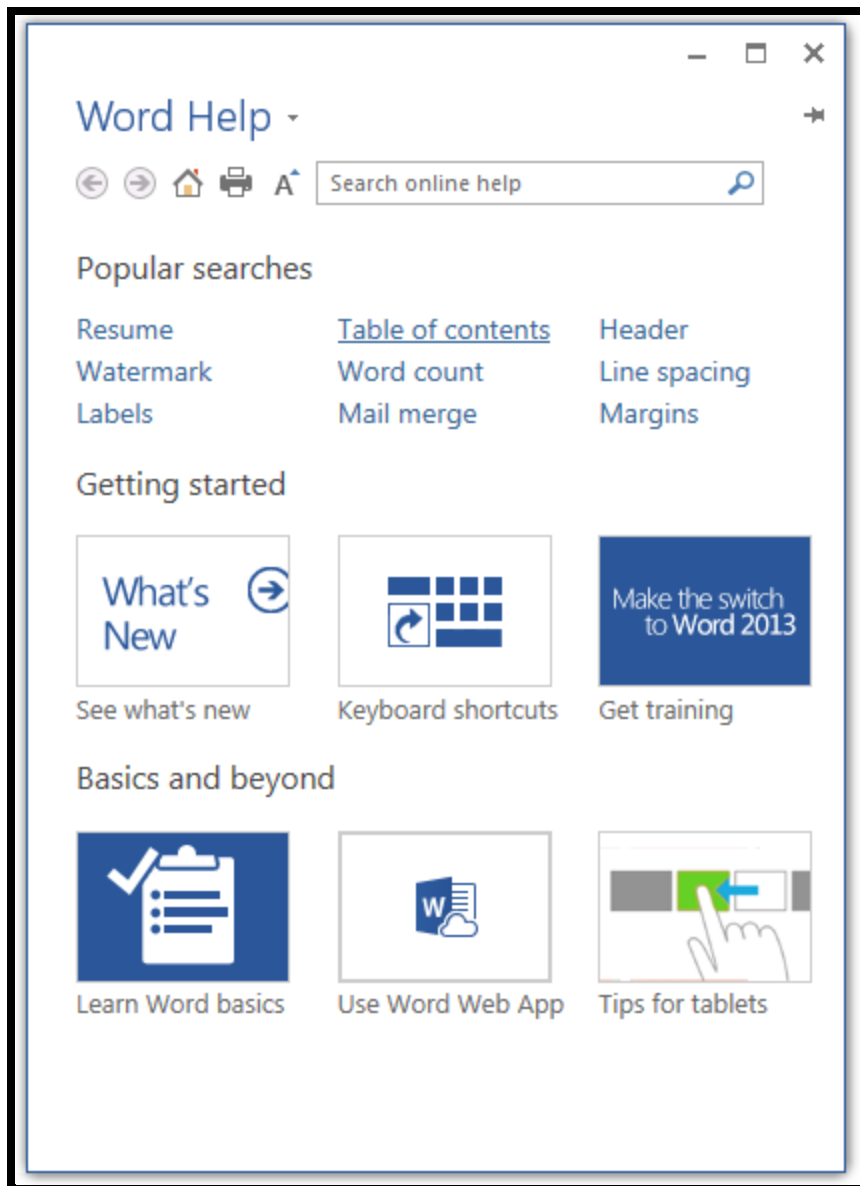 Word Help
A
Search online help
Popular searches
Resume Table of contents Header
Watermark Word count Line spacing
Labels Mail merge Margins
Getting started
What's
New
Make the switch
to Word 2013
See what's new Keyboard shortcuts Get training
Basics and beyond
W
Learn Word basics Use Word Web App Tips for tablets